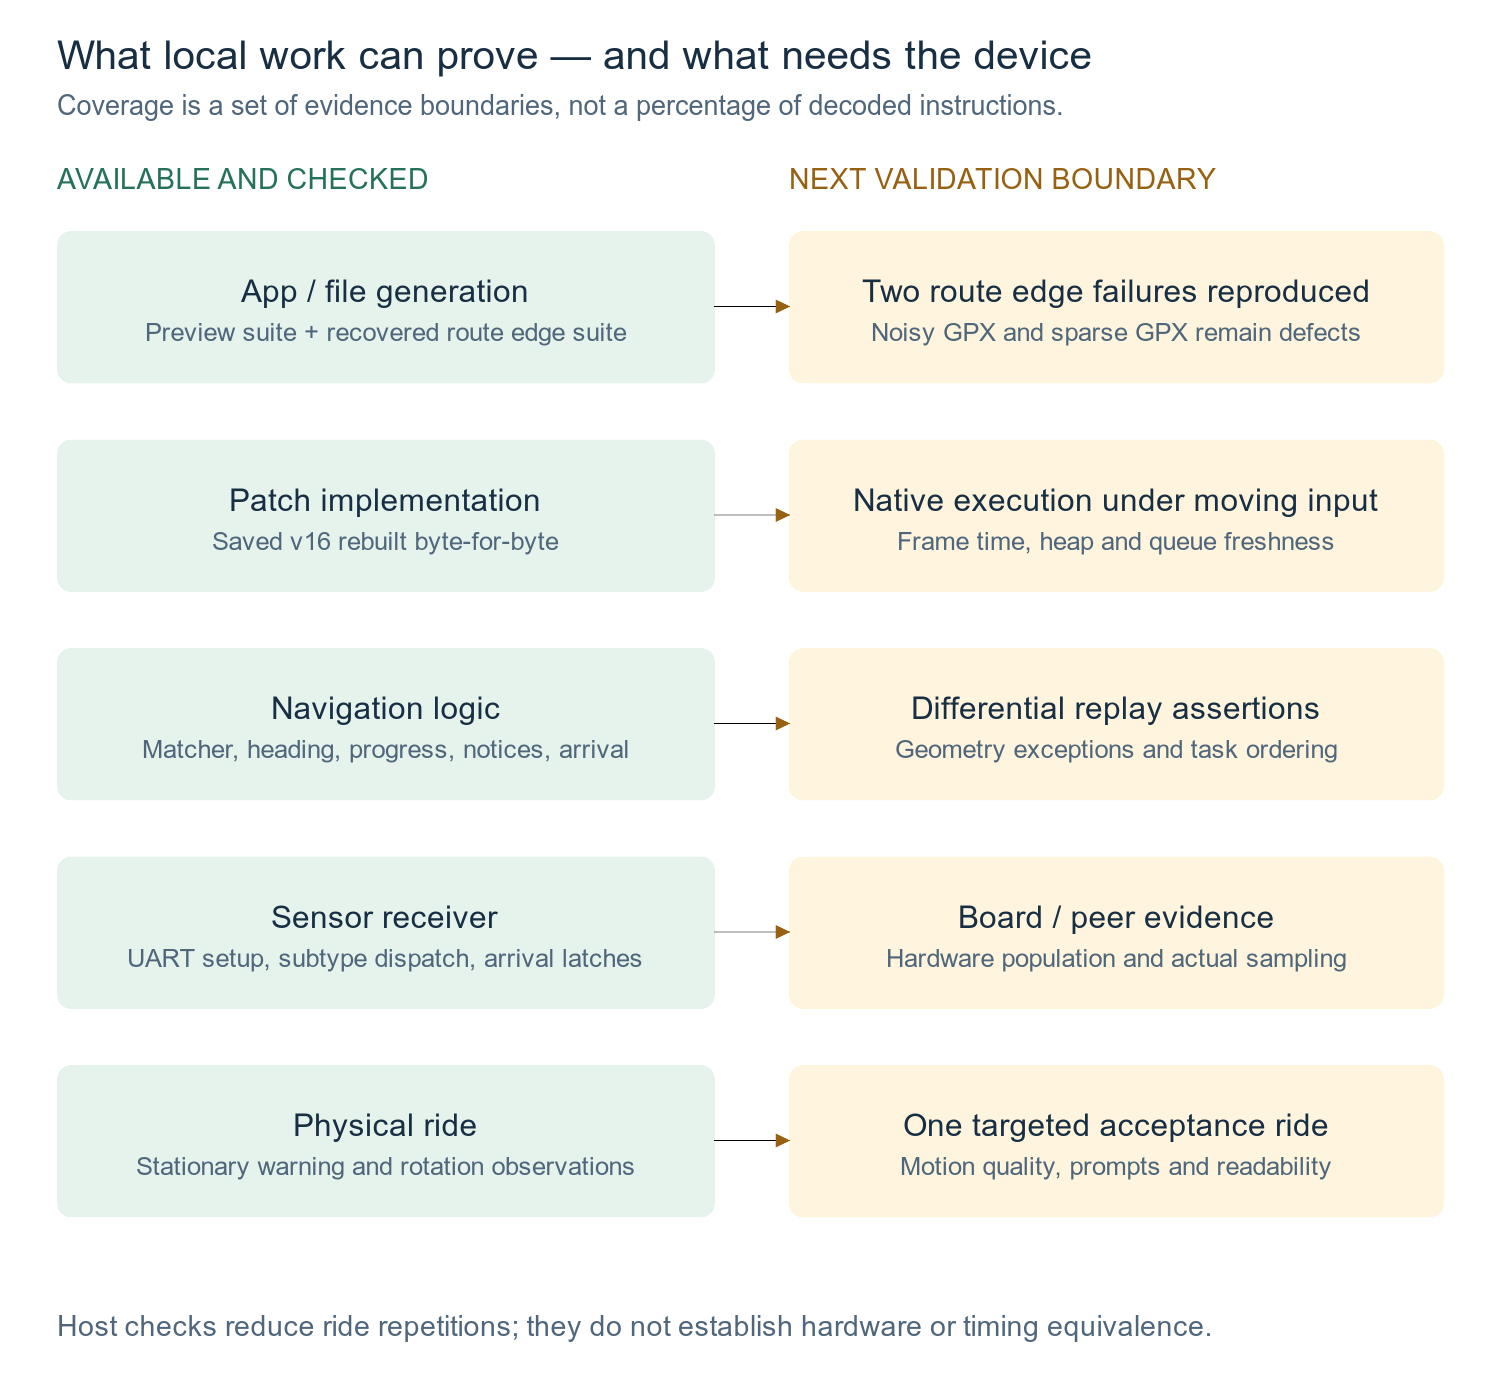 What local work can prove — and what needs the device
Coverage is a set of evidence boundaries, not a percentage of decoded instructions.
AVAILABLE AND CHECKED
NEXT VALIDATION BOUNDARY
App / file generation
Preview suite + recovered route edge suite
Two route edge failures reproduced
Noisy GPX and sparse GPX remain defects
Patch implementation
Saved v16 rebuilt byte-for-byte
Native execution under moving input
Frame time, heap and queue freshness
Navigation logic
Matcher, heading, progress, notices, arrival
Differential replay assertions
Geometry exceptions and task ordering
Sensor receiver
UART setup, subtype dispatch, arrival latches
Board / peer evidence
Hardware population and actual sampling
Physical ride
Stationary warning and rotation observations
One targeted acceptance ride
Motion quality, prompts and readability
Host checks reduce ride repetitions; they do not establish hardware or timing equivalence.